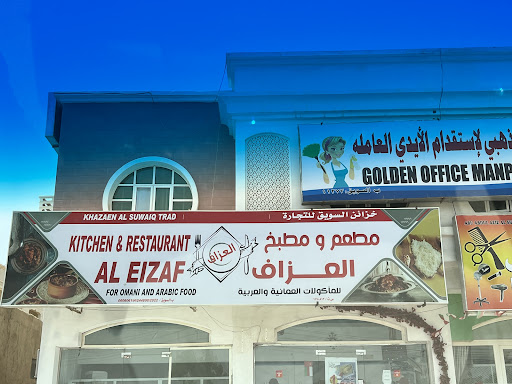 ذهبي لإستقدام الأيدي العامله
GOLDEN OFFICE MANP
KHAZAEN AL SUWAIQ TRAD
خزائن السويق للتجارة
KITCHEN & RESTAURANT
AL EIZAF
FOR OMANI AND ARABIC FOOD
العزاف
مطعم و مطبخ
العــزاف
للمأكولات العمانية والعربية